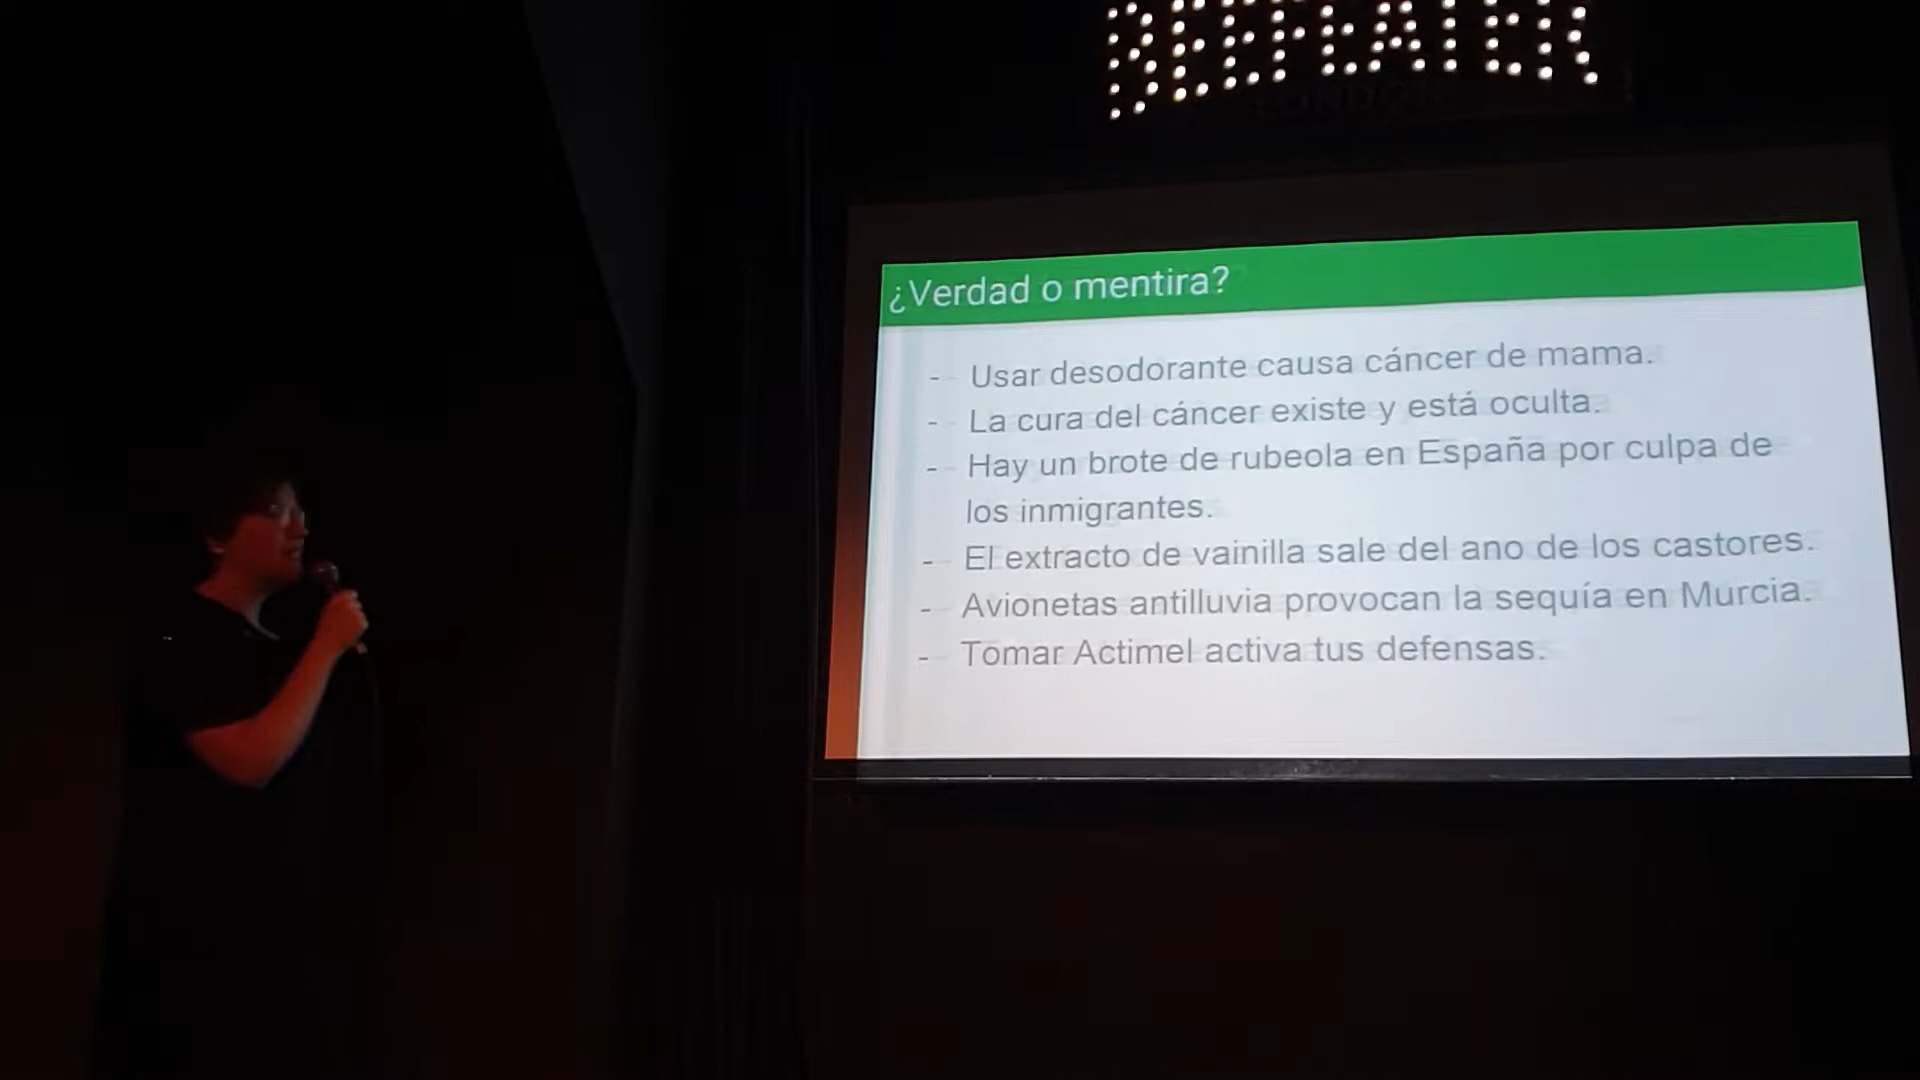 BEEFEATER
LONDON
¿Verdad o mentira?
- Usar desodorante causa cáncer de mama.
- La cura del cáncer existe y está oculta.
- Hay un brote de rubeola en España por culpa de
los inmigrantes.
- El extracto de vainilla sale del ano de los castores.
- Avionetas antilluvia provocan la sequía en Murcia.
- Tomar Actimel activa tus defensas.